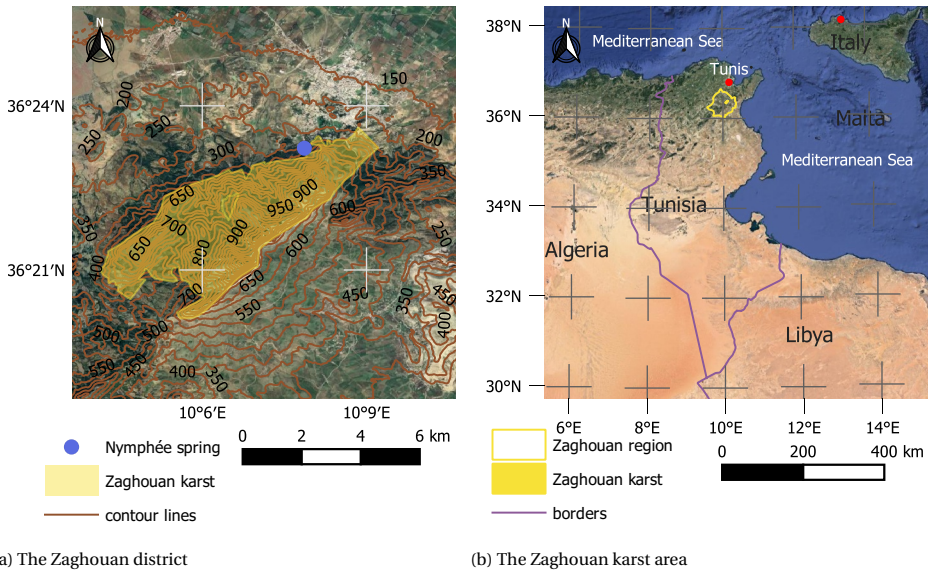 N
150
200
250
250
300
200
350
36°24′N
650
950
900
600
700
900
600
250
650
800
350
400
36°21′N
700
650
550
450
350
450
400
500
500
550
450
400
350
10°6′E
10°9′E
Nymphée spring
Zaghouan karst
contour lines
0 2 4 6 km
a) The Zaghouan district
N
38°N
Mediterranean Sea
Italy
Tunis
36°N
Malta
Mediterranean Sea
34°N
Tunisia
Algeria
32°N
Libya
30°N
6°E
8°E
10°E
12°E
14°E
Zaghouan region
Zaghouan karst
borders
0 200 400 km
(b) The Zaghouan karst area